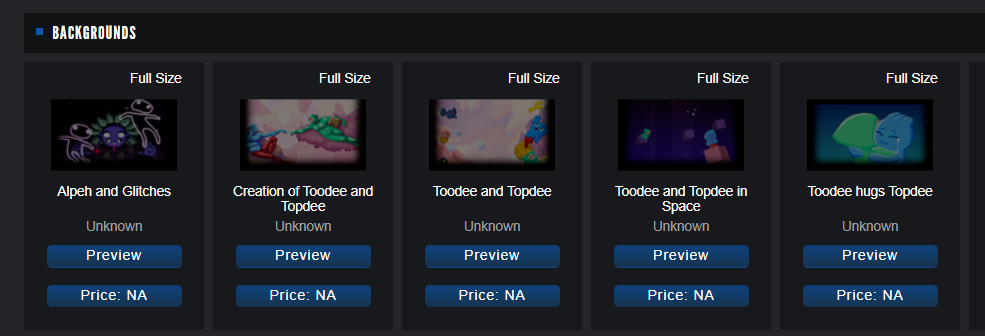 BACKGROUNDS
Full Size
Alpeh and Glitches
Unknown
Preview
Price: NA
Full Size
Creation of Toodee and
Topdee
Unknown
Preview
Price: NA
Full Size
Toodee and Topdee
Unknown
Preview
Price: NA
Full Size
Toodee and Topdee in
Space
Unknown
Preview
Price: NA
Full Size
Toodee hugs Topdee
Unknown
Preview
Price: NA